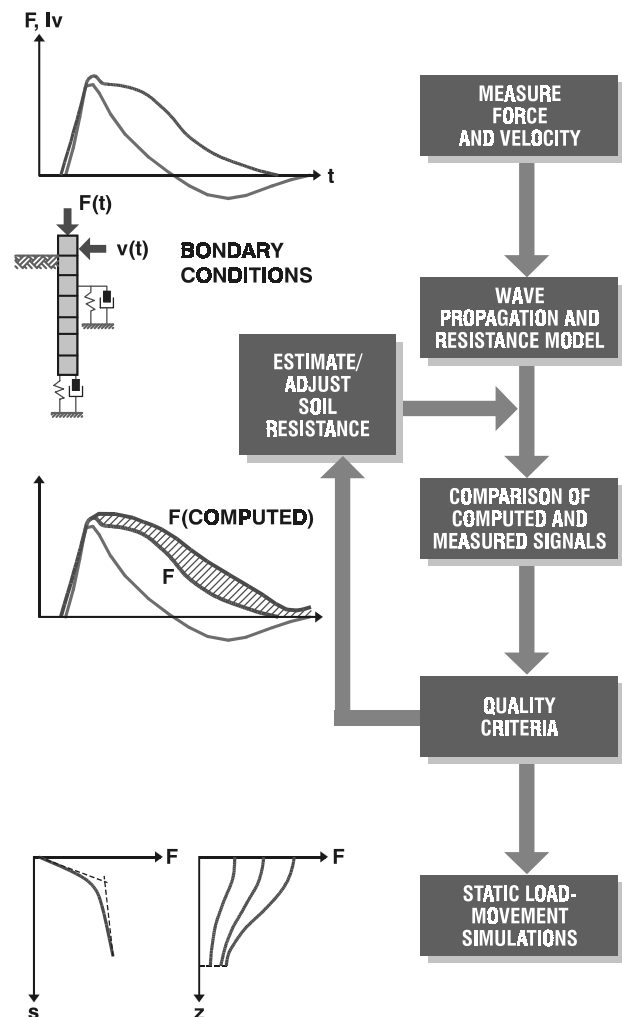 F, Iv
t
MEASURE
FORCE
AND VELOCITY
F(t)
v(t)
BONDARY
CONDITIONS
WAVE
PROPAGATION AND
RESISTANCE MODEL
ESTIMATE/
ADJUST
SOIL
RESISTANCE
COMPARISON OF
COMPUTED AND
MEASURED SIGNALS
F(COMPUTED)
F
QUALITY
CRITERIA
F
s
F
z
STATIC LOAD-
MOVEMENT
SIMULATIONS